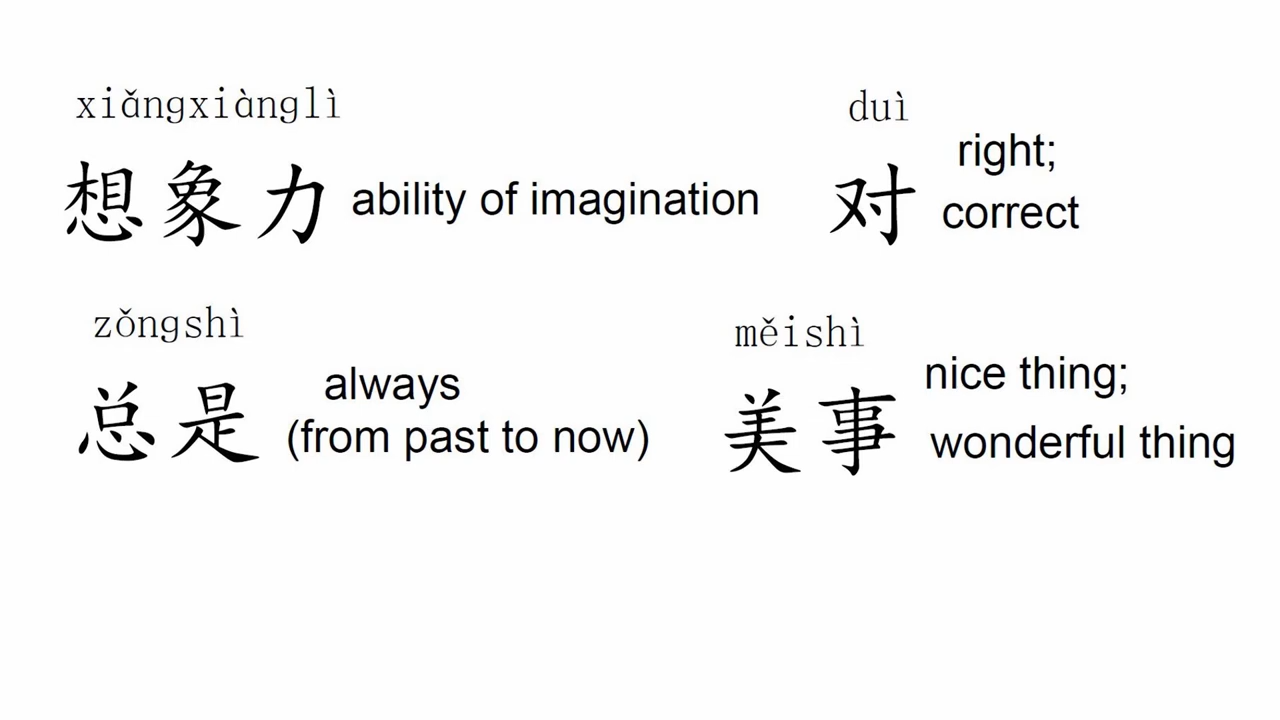 xiǎngxiànglì
想象力 ability of imagination
duì
对 right;
correct
zǒngshì
总是 always
(from past to now)
měishì
美事 nice thing;
wonderful thing